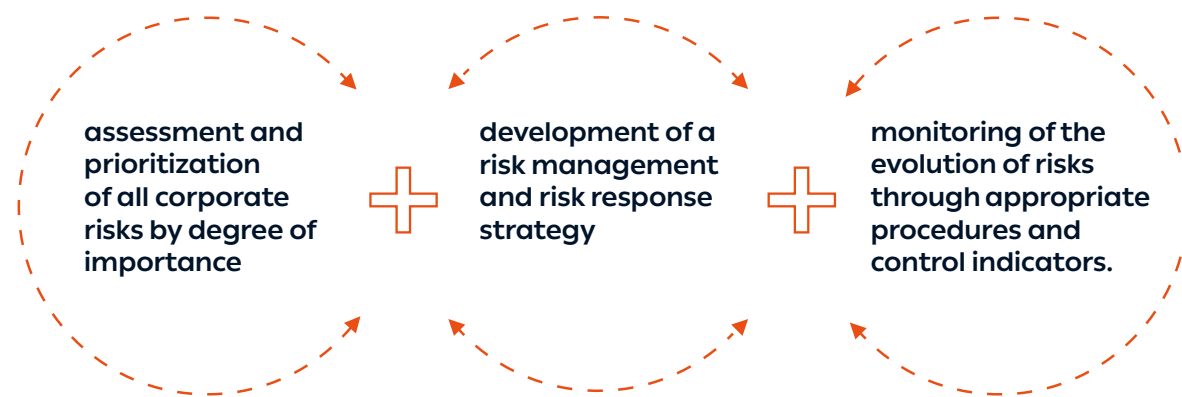 assessment and
prioritization
of all corporate
risks by degree of
importance
development of a
risk management
and risk response
strategy
monitoring of the
evolution of risks
through appropriate
procedures and
control indicators.